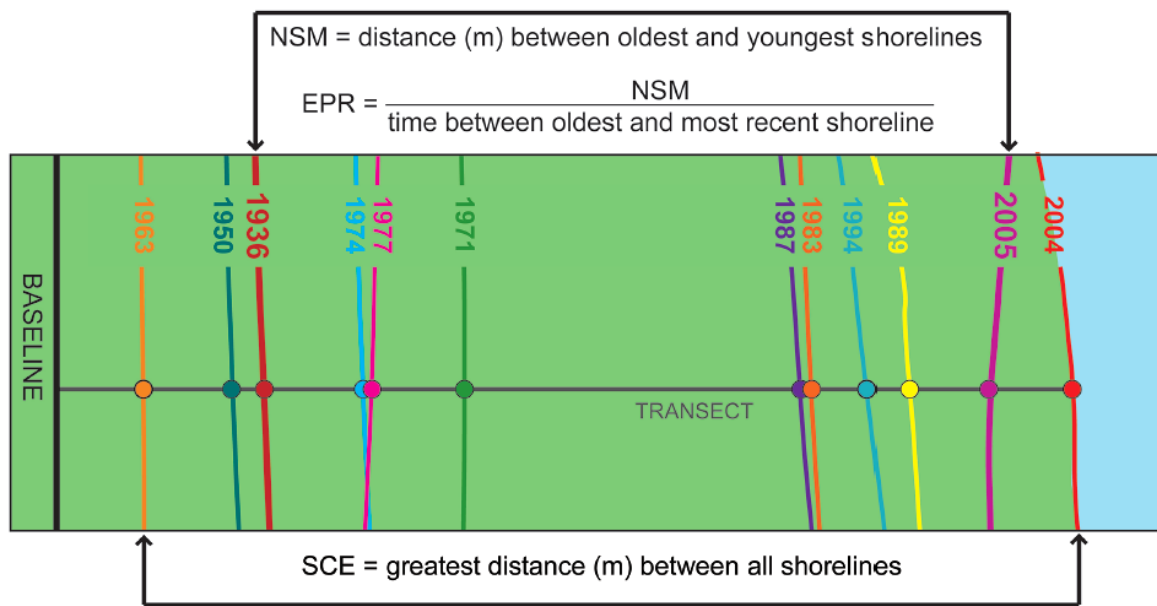 NSM = distance (m) between oldest and youngest shorelines
EPR = NSM
time between oldest and most recent shoreline
BASELINE
1963
1950
1936
1974
1977
1971
1987
1983
1994
1989
2005
2004
TRANSECT
SCE = greatest distance (m) between all shorelines